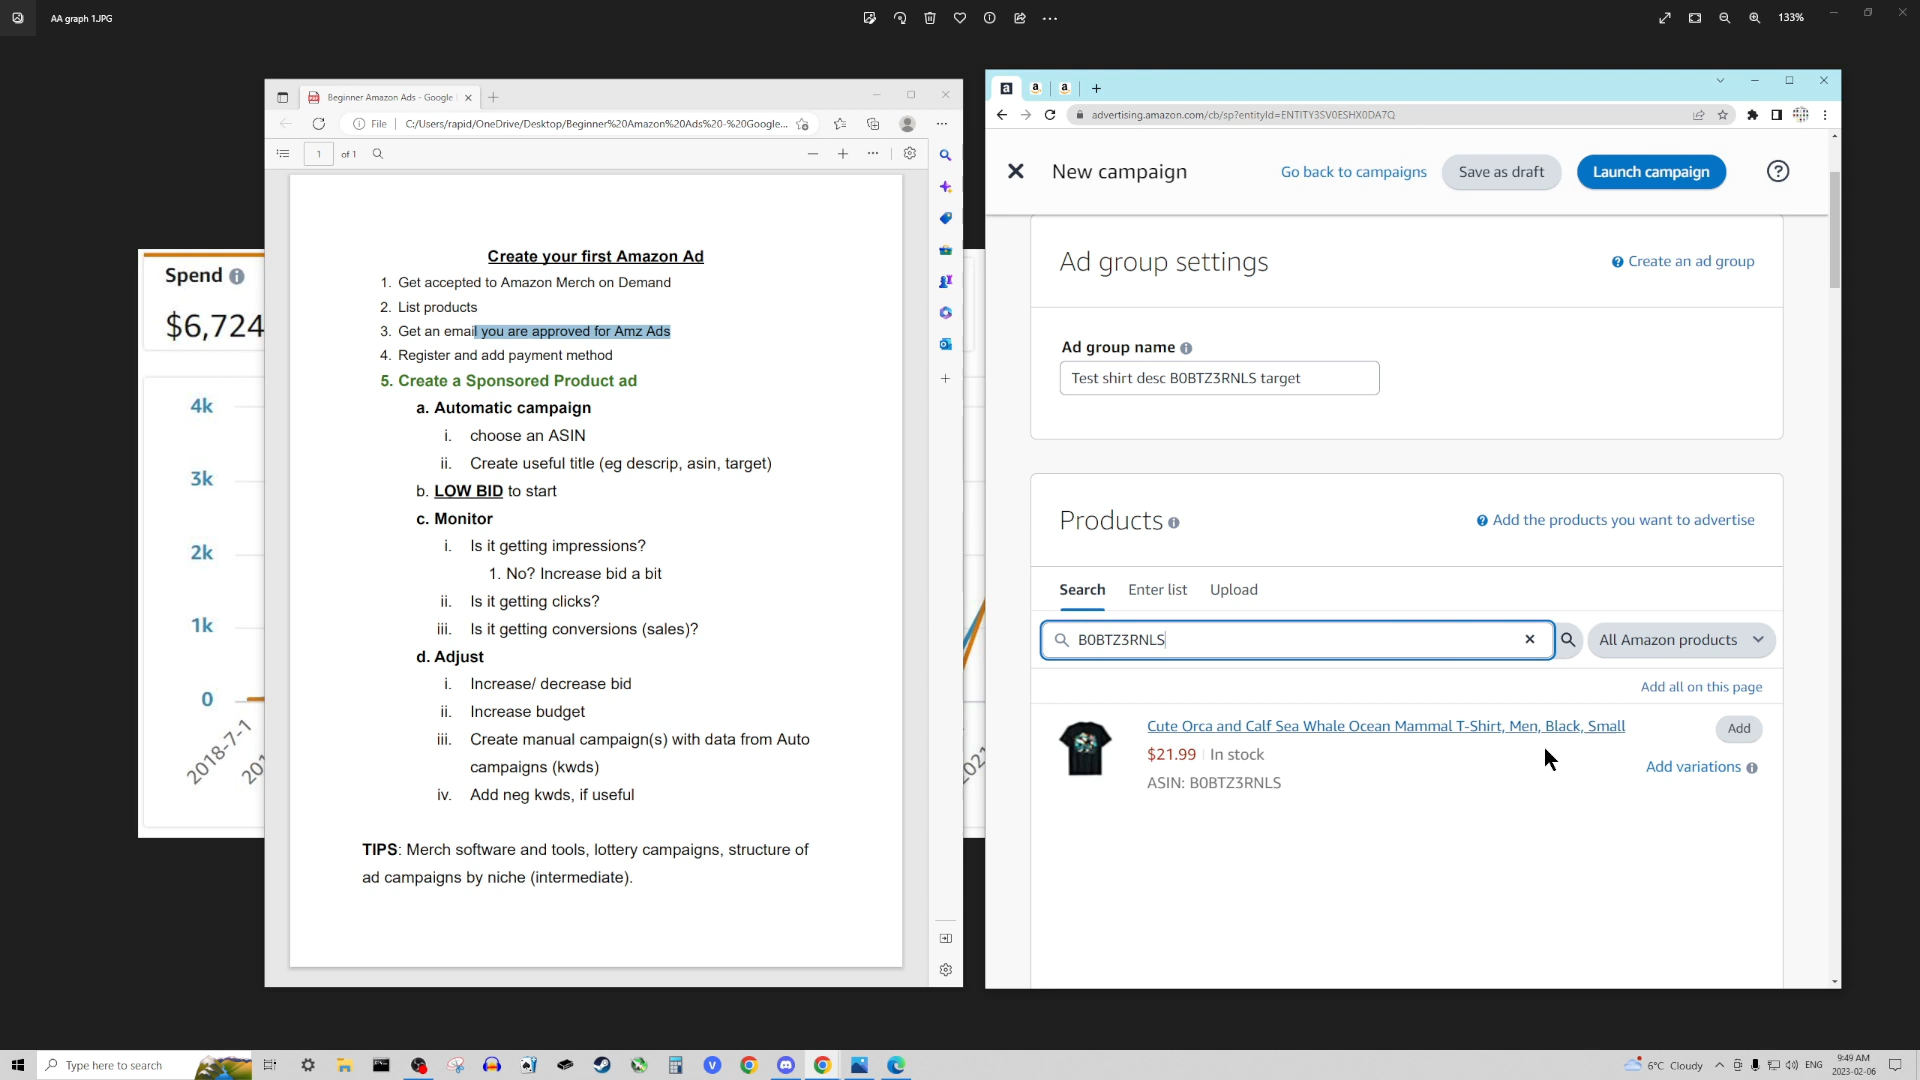 AA graph 1.JPG
133%
Spend
$6,724
4k
3k
2k
1k
0
2018-7-1
Beginner Amazon Ads - Google
File
C:/Users/rapid/OneDrive/Desktop/Beginner%20Amazon%20Ads%20-%20Google...
1 of 1
Create your first Amazon Ad
1. Get accepted to Amazon Merch on Demand
2. List products
3. Get an email you are approved for Amz Ads
4. Register and add payment method
5. Create a Sponsored Product ad
a. Automatic campaign
i. choose an ASIN
ii. Create useful title (eg descrip, asin, target)
b. LOW BID to start
c. Monitor
i. Is it getting impressions?
1. No? Increase bid a bit
ii. Is it getting clicks?
iii. Is it getting conversions (sales)?
d. Adjust
i. Increase/ decrease bid
ii. Increase budget
iii. Create manual campaign(s) with data from Auto
campaigns (kwds)
iv. Add neg kwds, if useful
TIPS: Merch software and tools, lottery campaigns, structure of
ad campaigns by niche (intermediate).
advertising.amazon.com/cb/sp?entityId=ENTITY3SV0ESHX0DA7Q
New campaign
Go back to campaigns
Save as draft
Launch campaign
Ad group settings
Create an ad group
Ad group name
Test shirt desc B0BTZ3RNLS target
Products
Add the products you want to advertise
Search Enter list Upload
B0BTZ3RNLS
All Amazon products
Add all on this page
Cute Orca and Calf Sea Whale Ocean Mammal T-Shirt, Men, Black, Small
Add
$21.99 In stock
Add variations
ASIN: B0BTZ3RNLS
Type here to search
6°C Cloudy
ENG
9:49 AM
2023-02-06